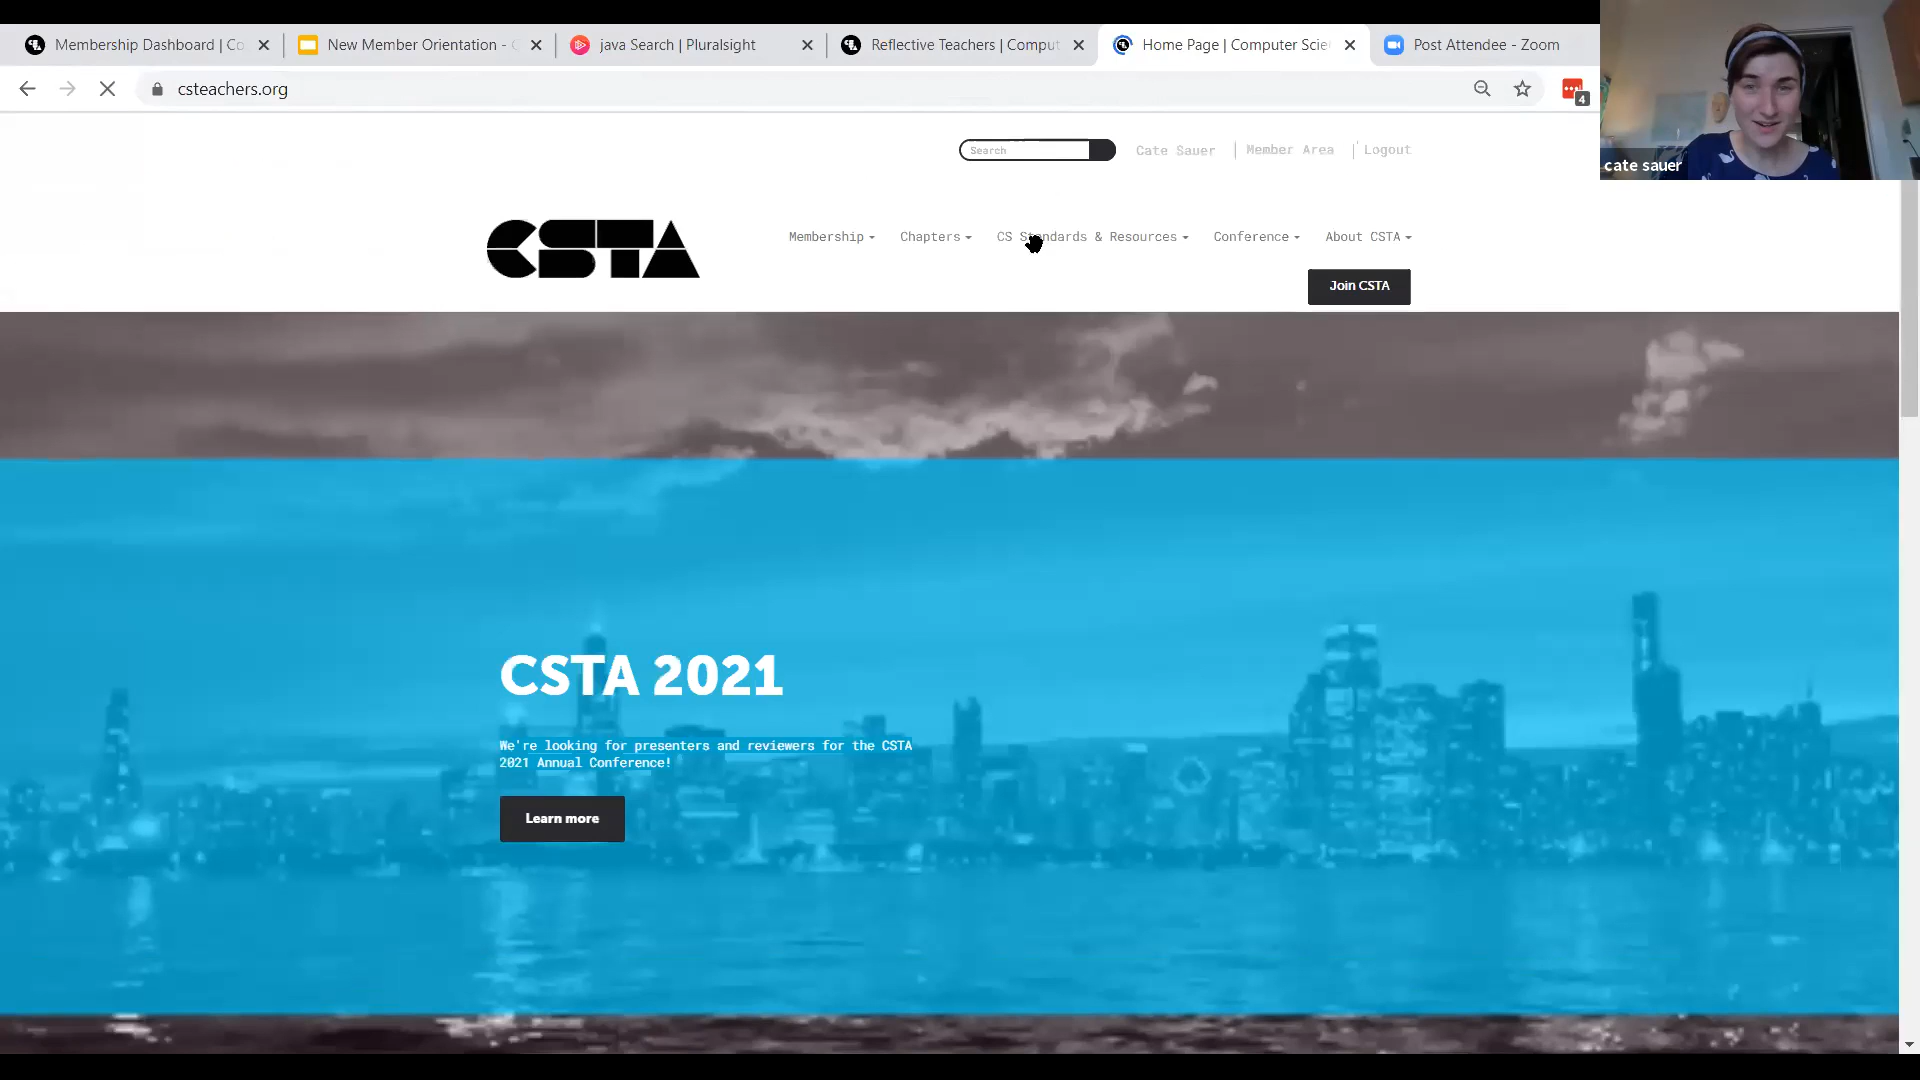 Membership Dashboard | Co
New Member Orientation -
java Search | Pluralsight
Reflective Teachers | Comput
Home Page | Computer Scie
Post Attendee - Zoom
csteachers.org
4
cate sauer
Search
Cate Sauer
Member Area
Logout
CSTA
Membership
Chapters
CS Standards & Resources
Conference
About CSTA
Join CSTA
CSTA 2021
We're looking for presenters and reviewers for the CSTA
2021 Annual Conference!
Learn more